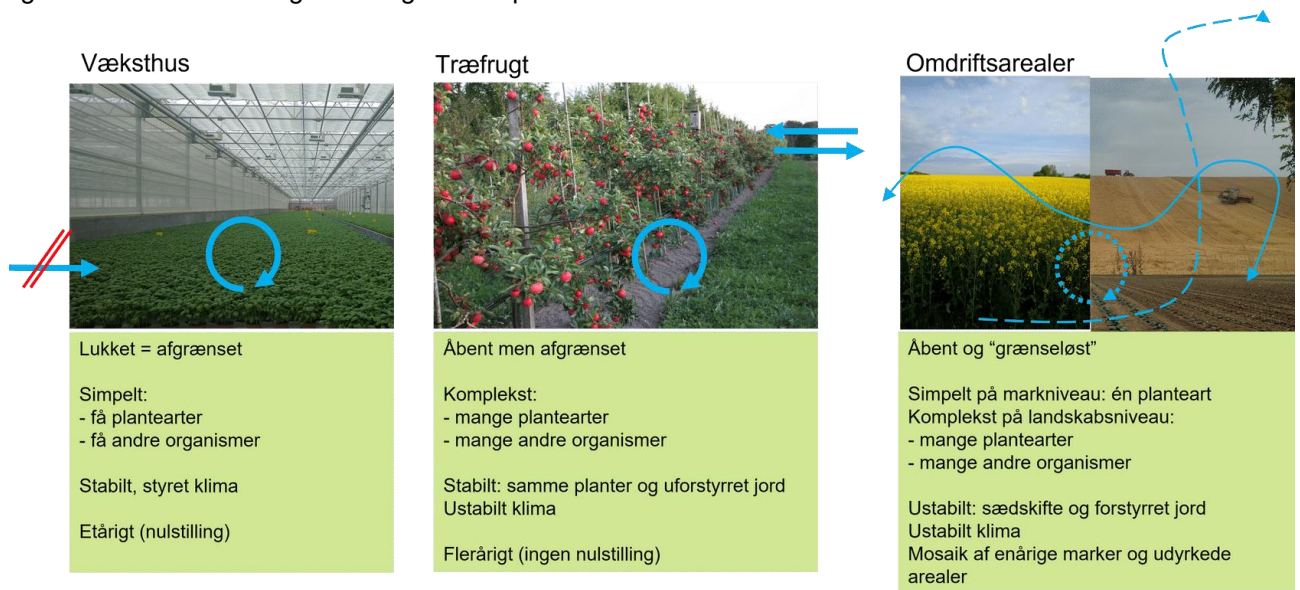 Væksthus
Træfrugt
Omdriftsarealer
Lukket = afgrænset
Simpelt:
- få plantearter
- få andre organismer
Stabilt, styret klima
Etårigt (nulstilling)
Åbent men afgrænset
Komplekst:
- mange plantearter
- mange andre organismer
Stabilt: samme planter og uforstyrret jord
Ustabilt klima
Flerårigt (ingen nulstilling)
Åbent og “grænseløst”
Simpelt på markniveau: én planteart
Komplekst på landskabsniveau:
- mange plantearter
- mange andre organismer
Ustabilt: sædskifte og forstyrret jord
Ustabilt klima
Mosaik af enårige marker og udyrkede
arealer